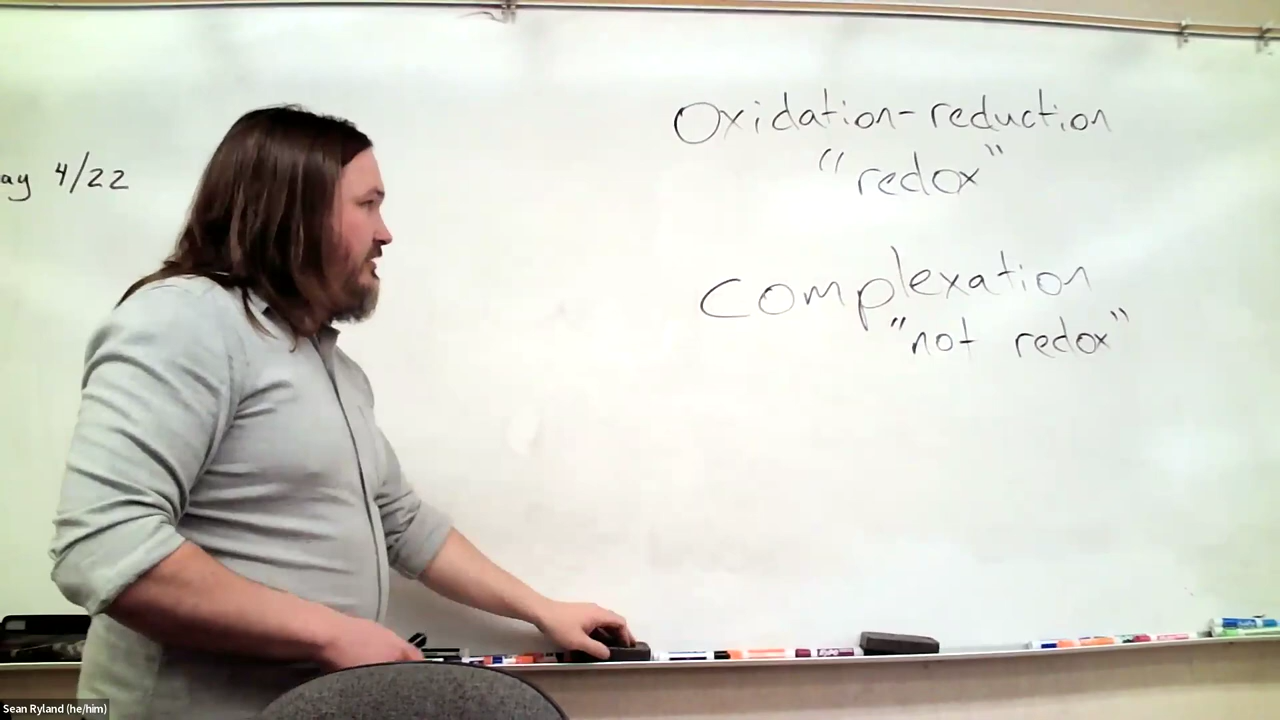 ay 4/22
Oxidation-reduction
"redox"
Complexation
"not redox"
Sean Ryland (he/him)